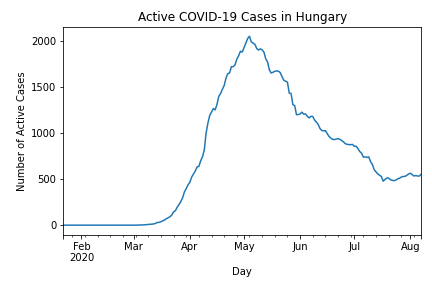 Active COVID-19 Cases in Hungary
Number of Active Cases
2000
1500
1000
500
0
Feb Mar Apr May Jun Jul Aug
2020
Day